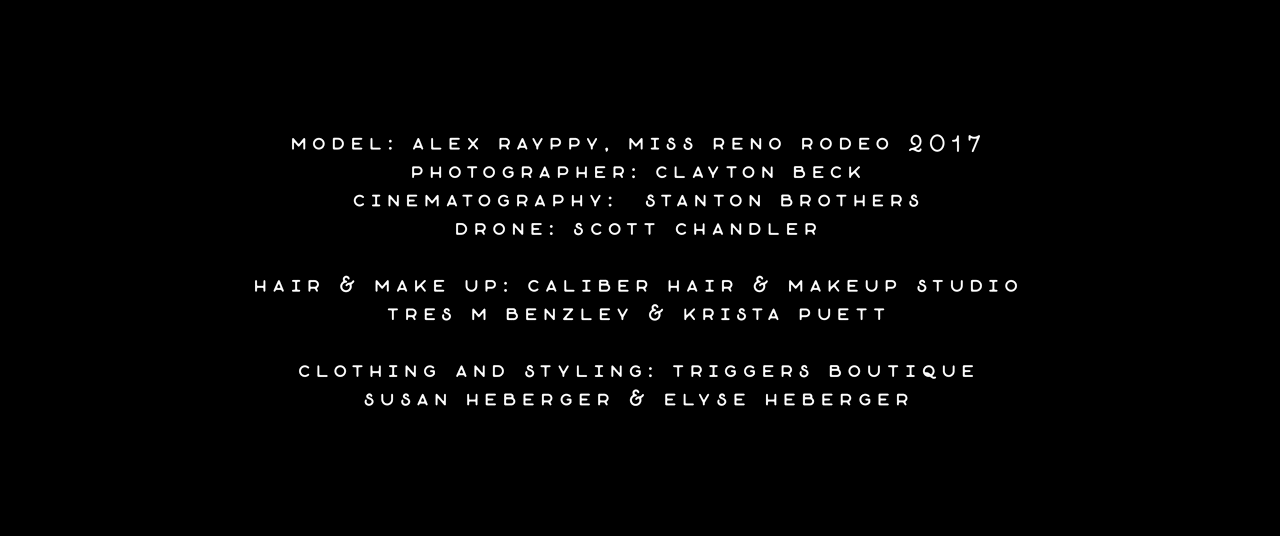 MODEL: ALEX RAYPPY, MISS RENO RODEO 2017
PHOTOGRAPHER: CLAYTON BECK
CINEMATOGRAPHY: STANTON BROTHERS
DRONE: SCOTT CHANDLER
HAIR & MAKE UP: CALIBER HAIR & MAKEUP STUDIO
TRES M BENZLEY & KRISTA PUETT
CLOTHING AND STYLING: TRIGGERS BOUTIQUE
SUSAN HEBERGER & ELYSE HEBERGER